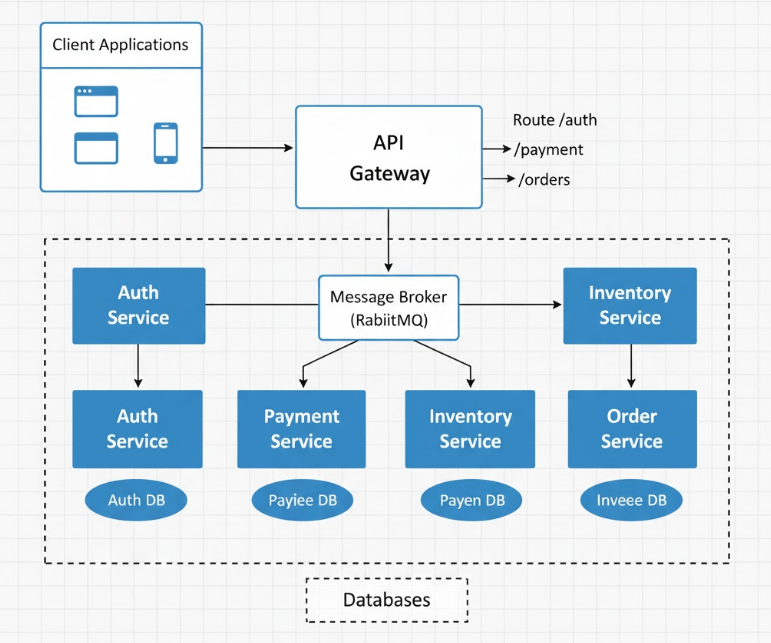 Client Applications
API
Gateway
Route /auth
/payment
/orders
Auth
Service
Message Broker
(RabiitMQ)
Inventory
Service
Auth
Service
Payment
Service
Inventory
Service
Order
Service
Auth DB
Payiee DB
Payen DB
Inveee DB
Databases